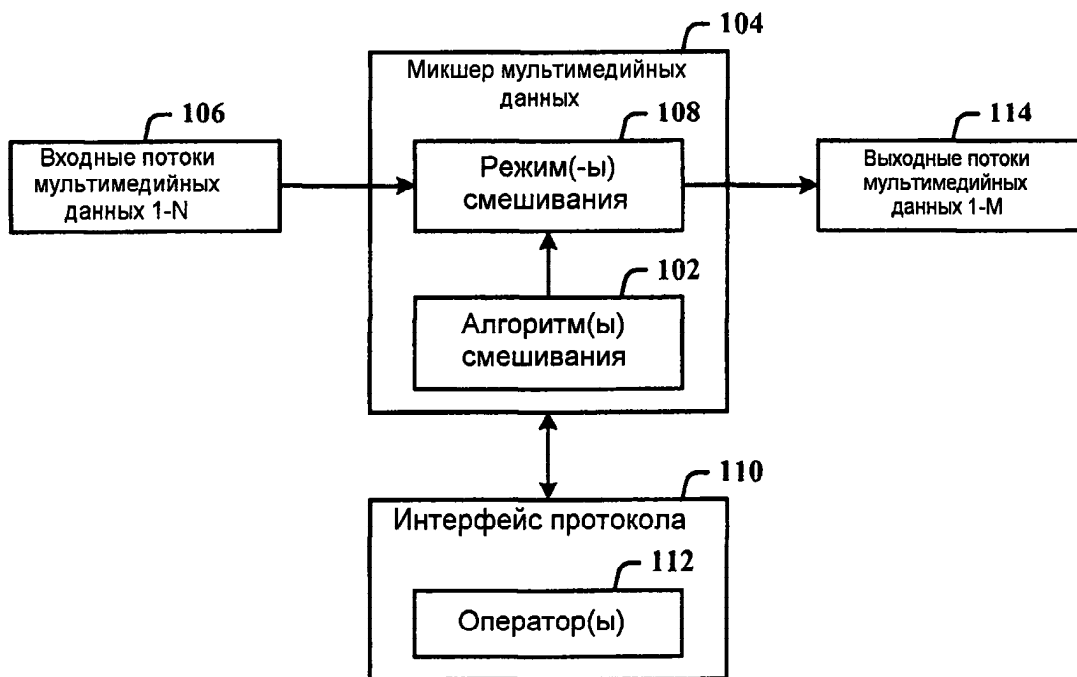 104
Микшер мультимедийных
данных
106
Входные потоки
мультимедийных
данных 1-N
108
Режим(-ы)
смешивания
114
Выходные потоки
мультимедийных
данных 1-M
102
Алгоритм(ы)
смешивания
110
Интерфейс протокола
112
Оператор(ы)